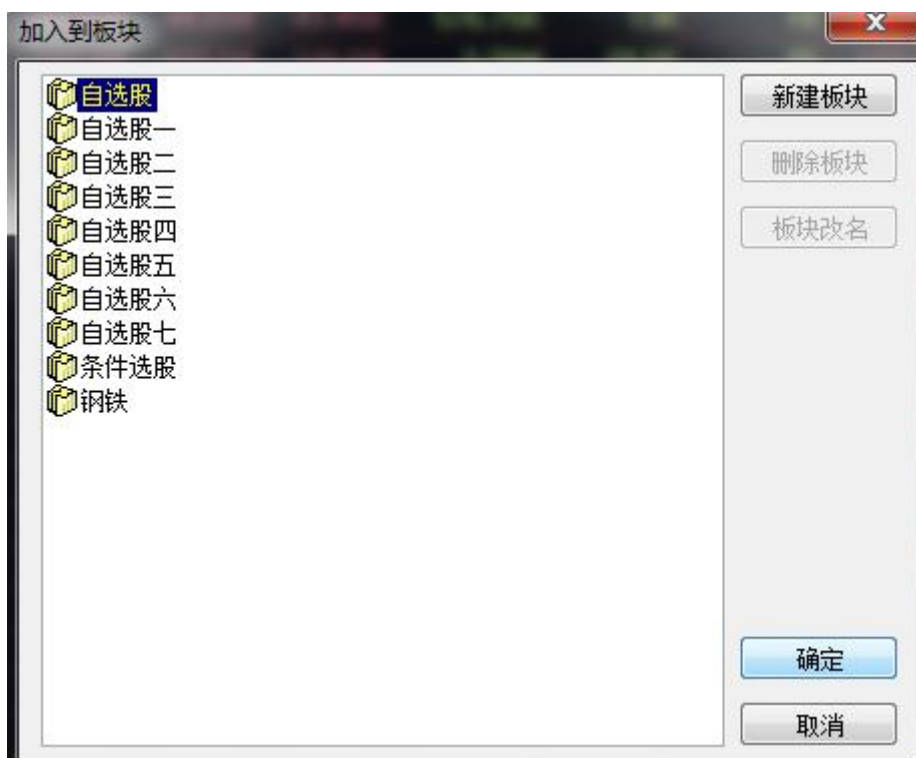 加入到板块
自选股
自选股一
自选股二
自选股三
自选股四
自选股五
自选股六
自选股七
条件选股
钢铁
新建板块
删除板块
板块改名
确定
取消